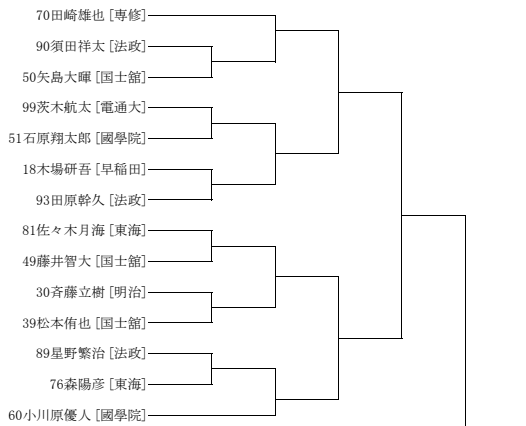 70田崎雄也 [専修]
90須田祥太 [法政]
50矢島大暉 [国士舘]
99茨木航太 [電通大]
51石原翔太郎 [國學院]
18木場研吾 [早稲田]
93田原幹久 [法政]
81佐々木月海 [東海]
49藤井智大 [国士舘]
30斉藤立樹 [明治]
39松本侑也 [国士舘]
89星野繁治 [法政]
76森陽彦 [東海]
60小川原優人 [國學院]